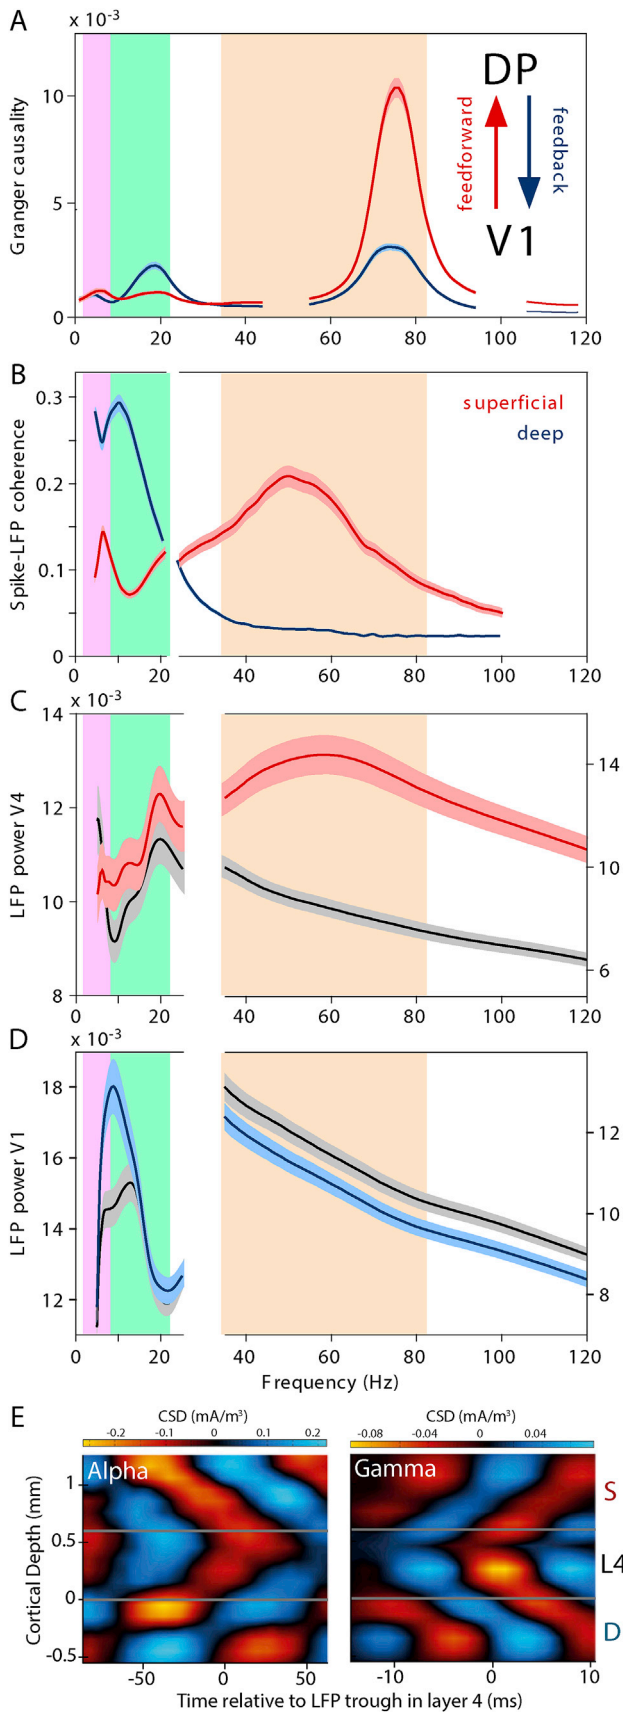 A
x 10⁻³
Granger causality
10
5
0
0 20 40 60 80 100 120
DP
feedforward
feedback
V1
B
Spike-LFP coherence
0.3
0.2
0.1
0
superficial
deep
0 20 40 60 80 100
C
x 10⁻³
LFP power V4
14
12
10
8
14
10
6
0 20 40 60 80 100 120
D
x 10⁻³
LFP power V1
18
16
14
12
12
10
8
0 20 40 60 80 100 120
Frequency (Hz)
E
CSD (mA/m³)
-0.2 -0.1 0 0.1 0.2
CSD (mA/m³)
-0.08 -0.04 0 0.04
Alpha
Gamma
Cortical Depth (mm)
1
0.5
0
-0.5
S
L4
D
-50 0 50
-10 0 10
Time relative to LFP trough in layer 4 (ms)